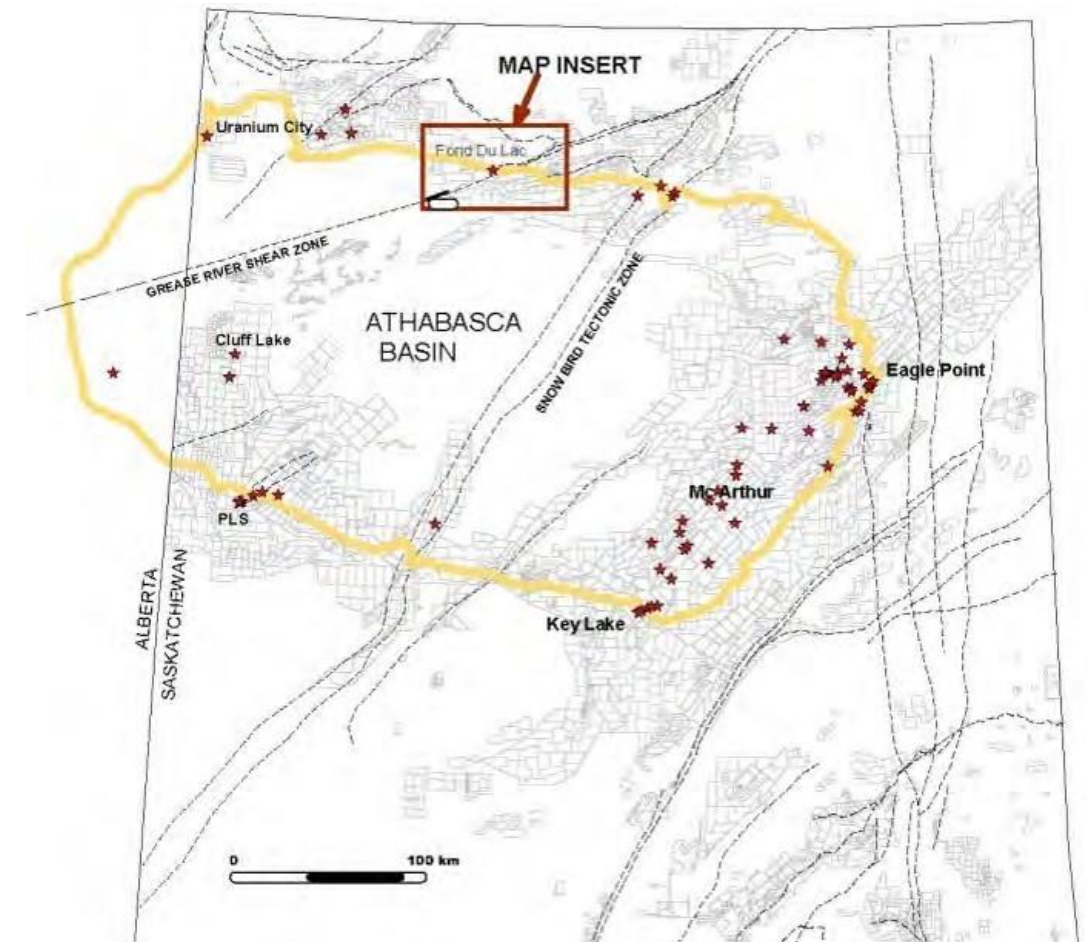 MAP INSERT
Uranium City
Fond Du Lac
GREASE RIVER SHEAR ZONE
SNOW BIRD TECTONIC ZONE
ATHABASCA
BASIN
Cluff Lake
Eagle Point
McArthur
PLS
Key Lake
ALBERTA
SASKATCHEWAN
0 100 km